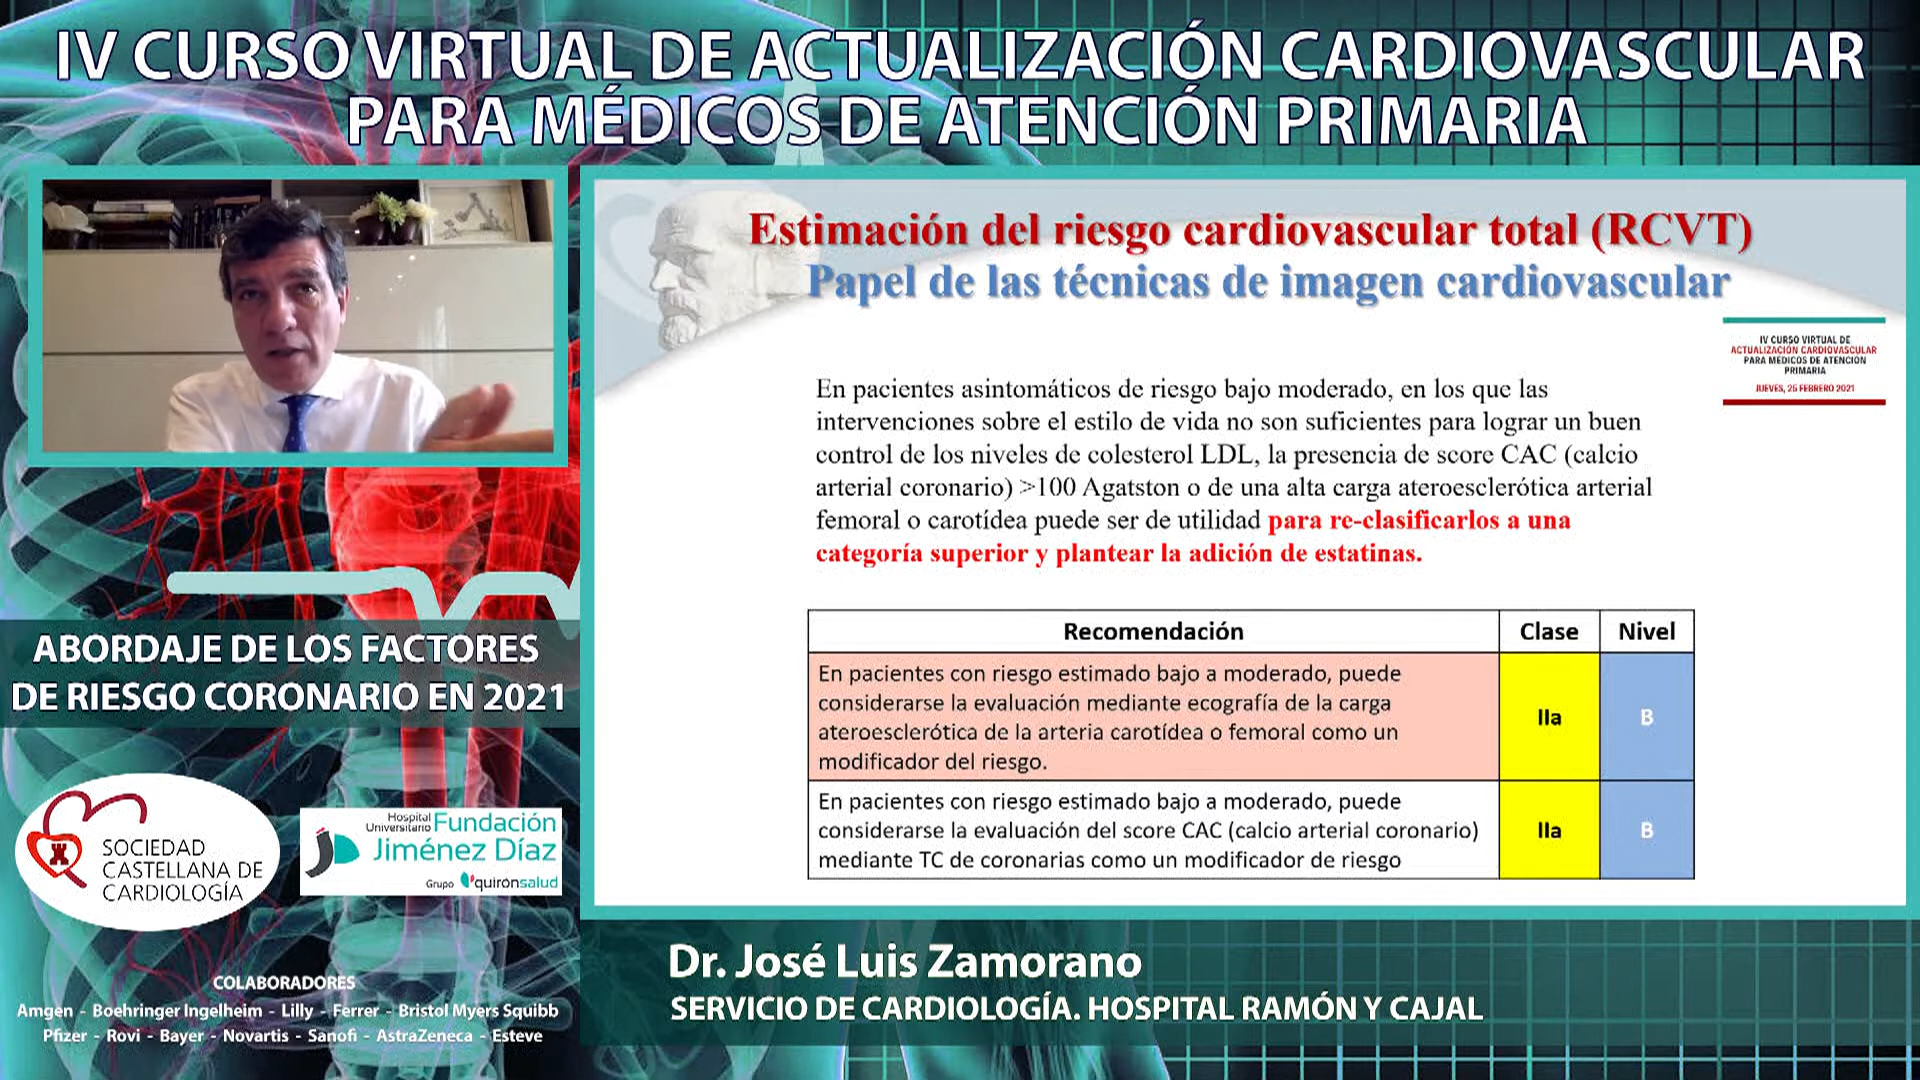 IV CURSO VIRTUAL DE ACTUALIZACIÓN CARDIOVASCULAR
PARA MÉDICOS DE ATENCIÓN PRIMARIA
Estimación del riesgo cardiovascular total (RCVT)
Papel de las técnicas de imagen cardiovascular
IV CURSO VIRTUAL DE
ACTUALIZACIÓN CARDIOVASCULAR
PARA MEDICOS DE ATENCION
PRIMARIA
JUEVES, 25 FEBRERO 2021
En pacientes asintomáticos de riesgo bajo moderado, en los que las
intervenciones sobre el estilo de vida no son suficientes para lograr un buen
control de los niveles de colesterol LDL, la presencia de score CAC (calcio
arterial coronario) >100 Agatston o de una alta carga ateroesclerótica arterial
femoral o carotídea puede ser de utilidad para re-clasificarlos a una
categoría superior y plantear la adición de estatinas.
Recomendación Clase Nivel
En pacientes con riesgo estimado bajo a moderado, puede
considerarse la evaluación mediante ecografía de la carga
ateroesclerótica de la arteria carotídea o femoral como un
modificador del riesgo.
IIa B
En pacientes con riesgo estimado bajo a moderado, puede
considerarse la evaluación del score CAC (calcio arterial coronario)
mediante TC de coronarias como un modificador de riesgo
IIa B
ABORDAJE DE LOS FACTORES
DE RIESGO CORONARIO EN 2021
SOCIEDAD
CASTELLANA DE
CARDIOLOGÍA
Hospital
Universitario Fundación
Jiménez Díaz
Grupo quirónsalud
COLABORADORES
Amgen - Boehringer Ingelheim - Lilly - Ferrer - Bristol Myers Squibb
Pfizer - Rovi - Bayer - Novartis - Sanofi - AstraZeneca - Esteve
Dr. José Luis Zamorano
SERVICIO DE CARDIOLOGÍA. HOSPITAL RAMÓN Y CAJAL